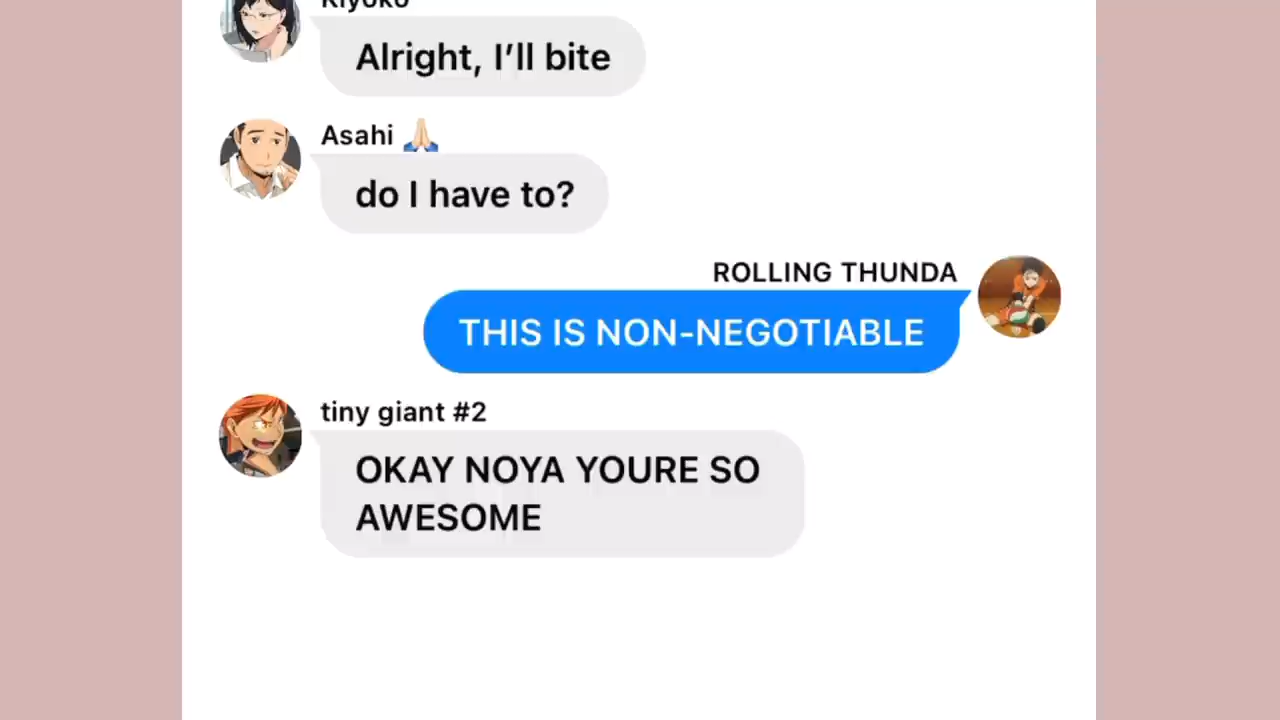 Kiyoko
Alright, I’ll bite
Asahi 🙏🏻
do I have to?
ROLLING THUNDA
THIS IS NON-NEGOTIABLE
tiny giant #2
OKAY NOYA YOURE SO
AWESOME